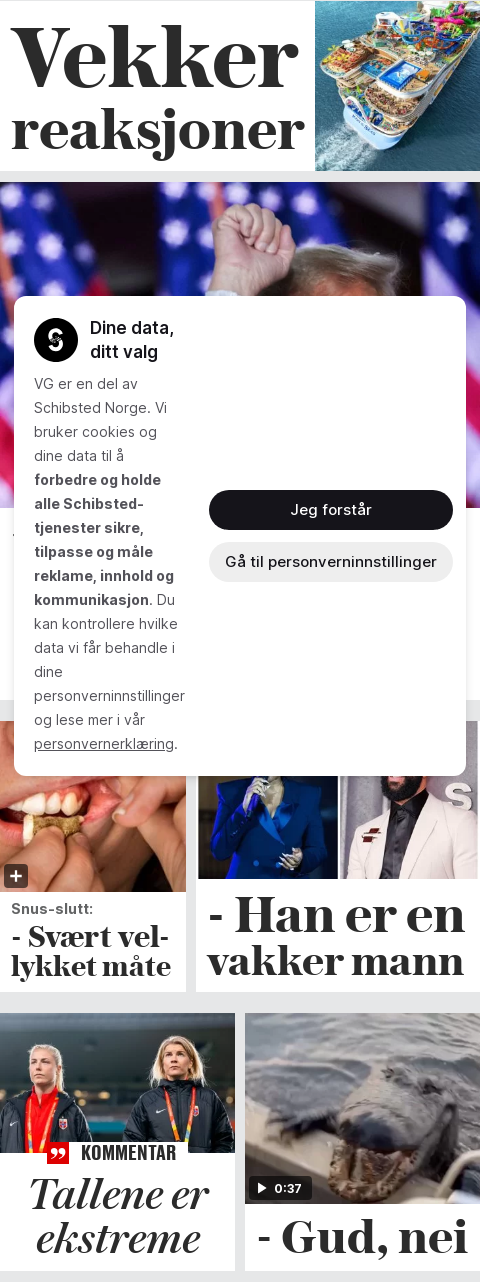 Vekker
reaksjoner
Dine data,
ditt valg
VG er en del av
Schibsted Norge. Vi
bruker cookies og
dine data til å
forbedre og holde
alle Schibsted-
tjenester sikre,
tilpasse og måle
reklame, innhold og
kommunikasjon. Du
kan kontrollere hvilke
data vi får behandle i
dine
personverninnstillinger
og lese mer i vår
personvernerklæring.
Jeg forstår
Gå til personverninnstillinger
Snus-slutt:
- Svært vel-
lykket måte
S
- Han er en
vakker mann
KOMMENTAR
Tallene er
ekstreme
0:37
- Gud, nei